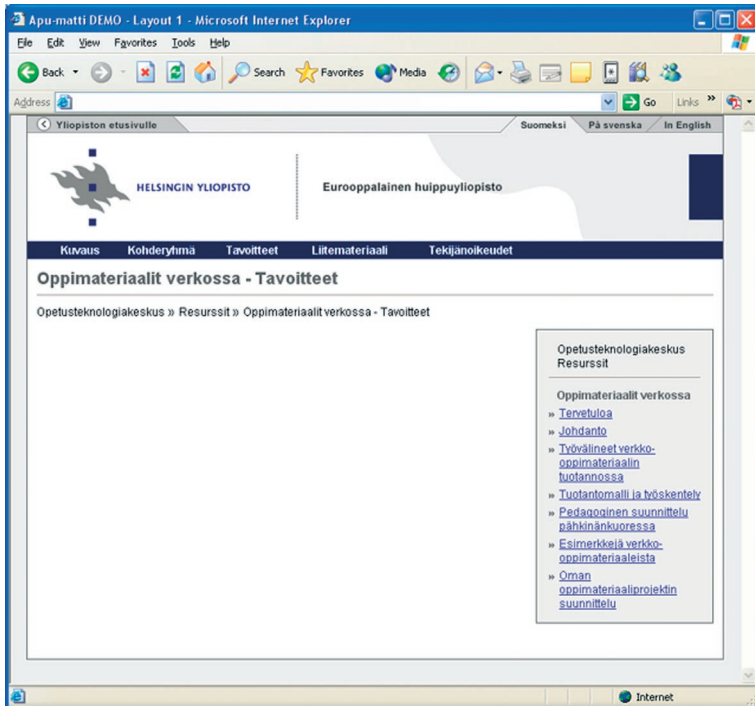 Apu-matti DEMO - Layout 1 - Microsoft Internet Explorer
File Edit View Favorites Tools Help
Back Search Favorites Media
Address Go Links »
Yliopiston etusivulle Suomeksi På svenska In English
HELSINGIN YLIOPISTO Eurooppalainen huippuyliopisto
Kuvaus Kohderyhmä Tavoitteet Liitemateriaali Tekijänoikeudet
Oppimateriaalit verkossa - Tavoitteet
Opetusteknologiakeskus » Resurssit » Oppimateriaalit verkossa - Tavoitteet
Opetusteknologiakeskus
Resurssit
Oppimateriaalit verkossa
» Tervetuloa
» Johdanto
» Työvälineet verkko-
oppimateriaalin
tuotannossa
» Tuotantomalli ja työskentely
» Pedagoginen suunnittelu
pähkinänkuoressa
» Esimerkkejä verkko-
oppimateriaaleista
» Oman
oppimateriaaliprojektin
suunnittelu
Internet